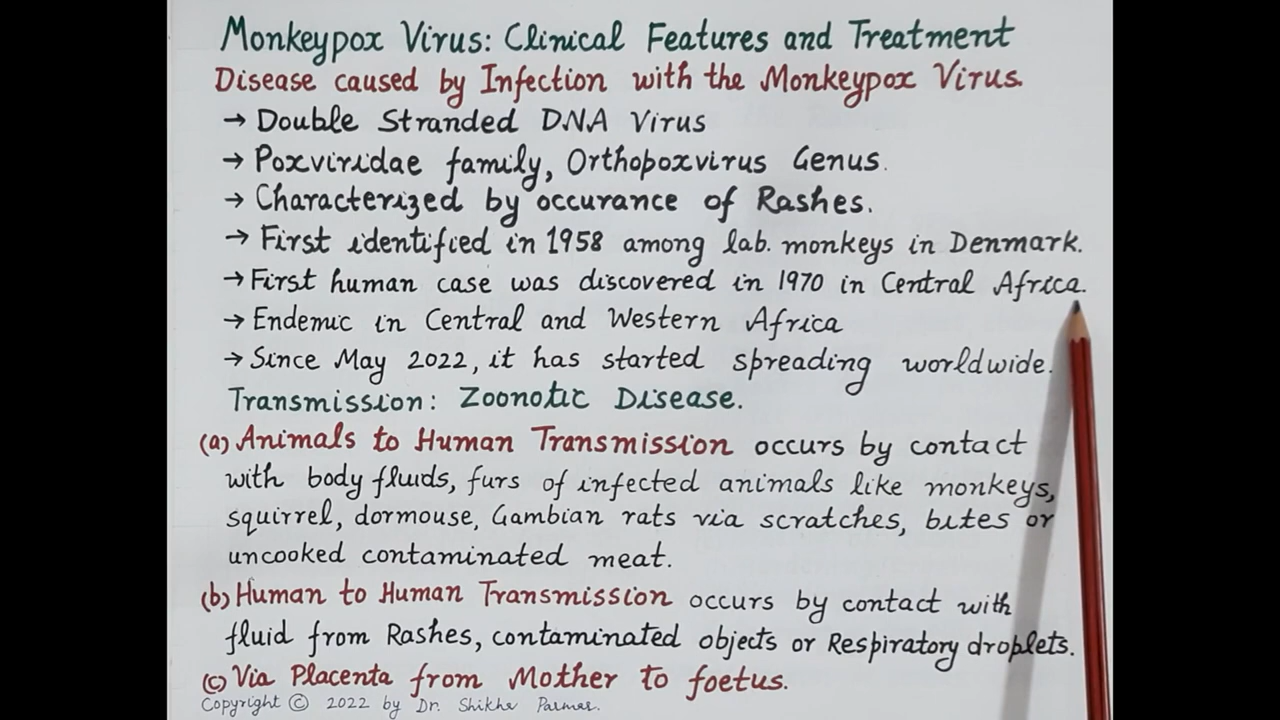 Monkeypox Virus: Clinical Features and Treatment
Disease caused by Infection with the Monkeypox Virus.
→ Double Stranded DNA Virus
→ Poxviridae family, Orthopoxvirus Genus.
→ Characterized by occurance of Rashes.
→ First identified in 1958 among lab. monkeys in Denmark.
→ First human case was discovered in 1970 in Central Africa.
→ Endemic in Central and Western Africa
→ Since May 2022, it has started spreading worldwide.
Transmission: Zoonotic Disease.
(a) Animals to Human Transmission occurs by contact
with body fluids, furs of infected animals like monkeys,
squirrel, dormouse, Gambian rats via scratches, bites or
uncooked contaminated meat.
(b) Human to Human Transmission occurs by contact with
fluid from Rashes, contaminated objects or Respiratory droplets.
(c) Via Placenta from Mother to foetus.
Copyright © 2022 by Dr. Shikha Parmar.